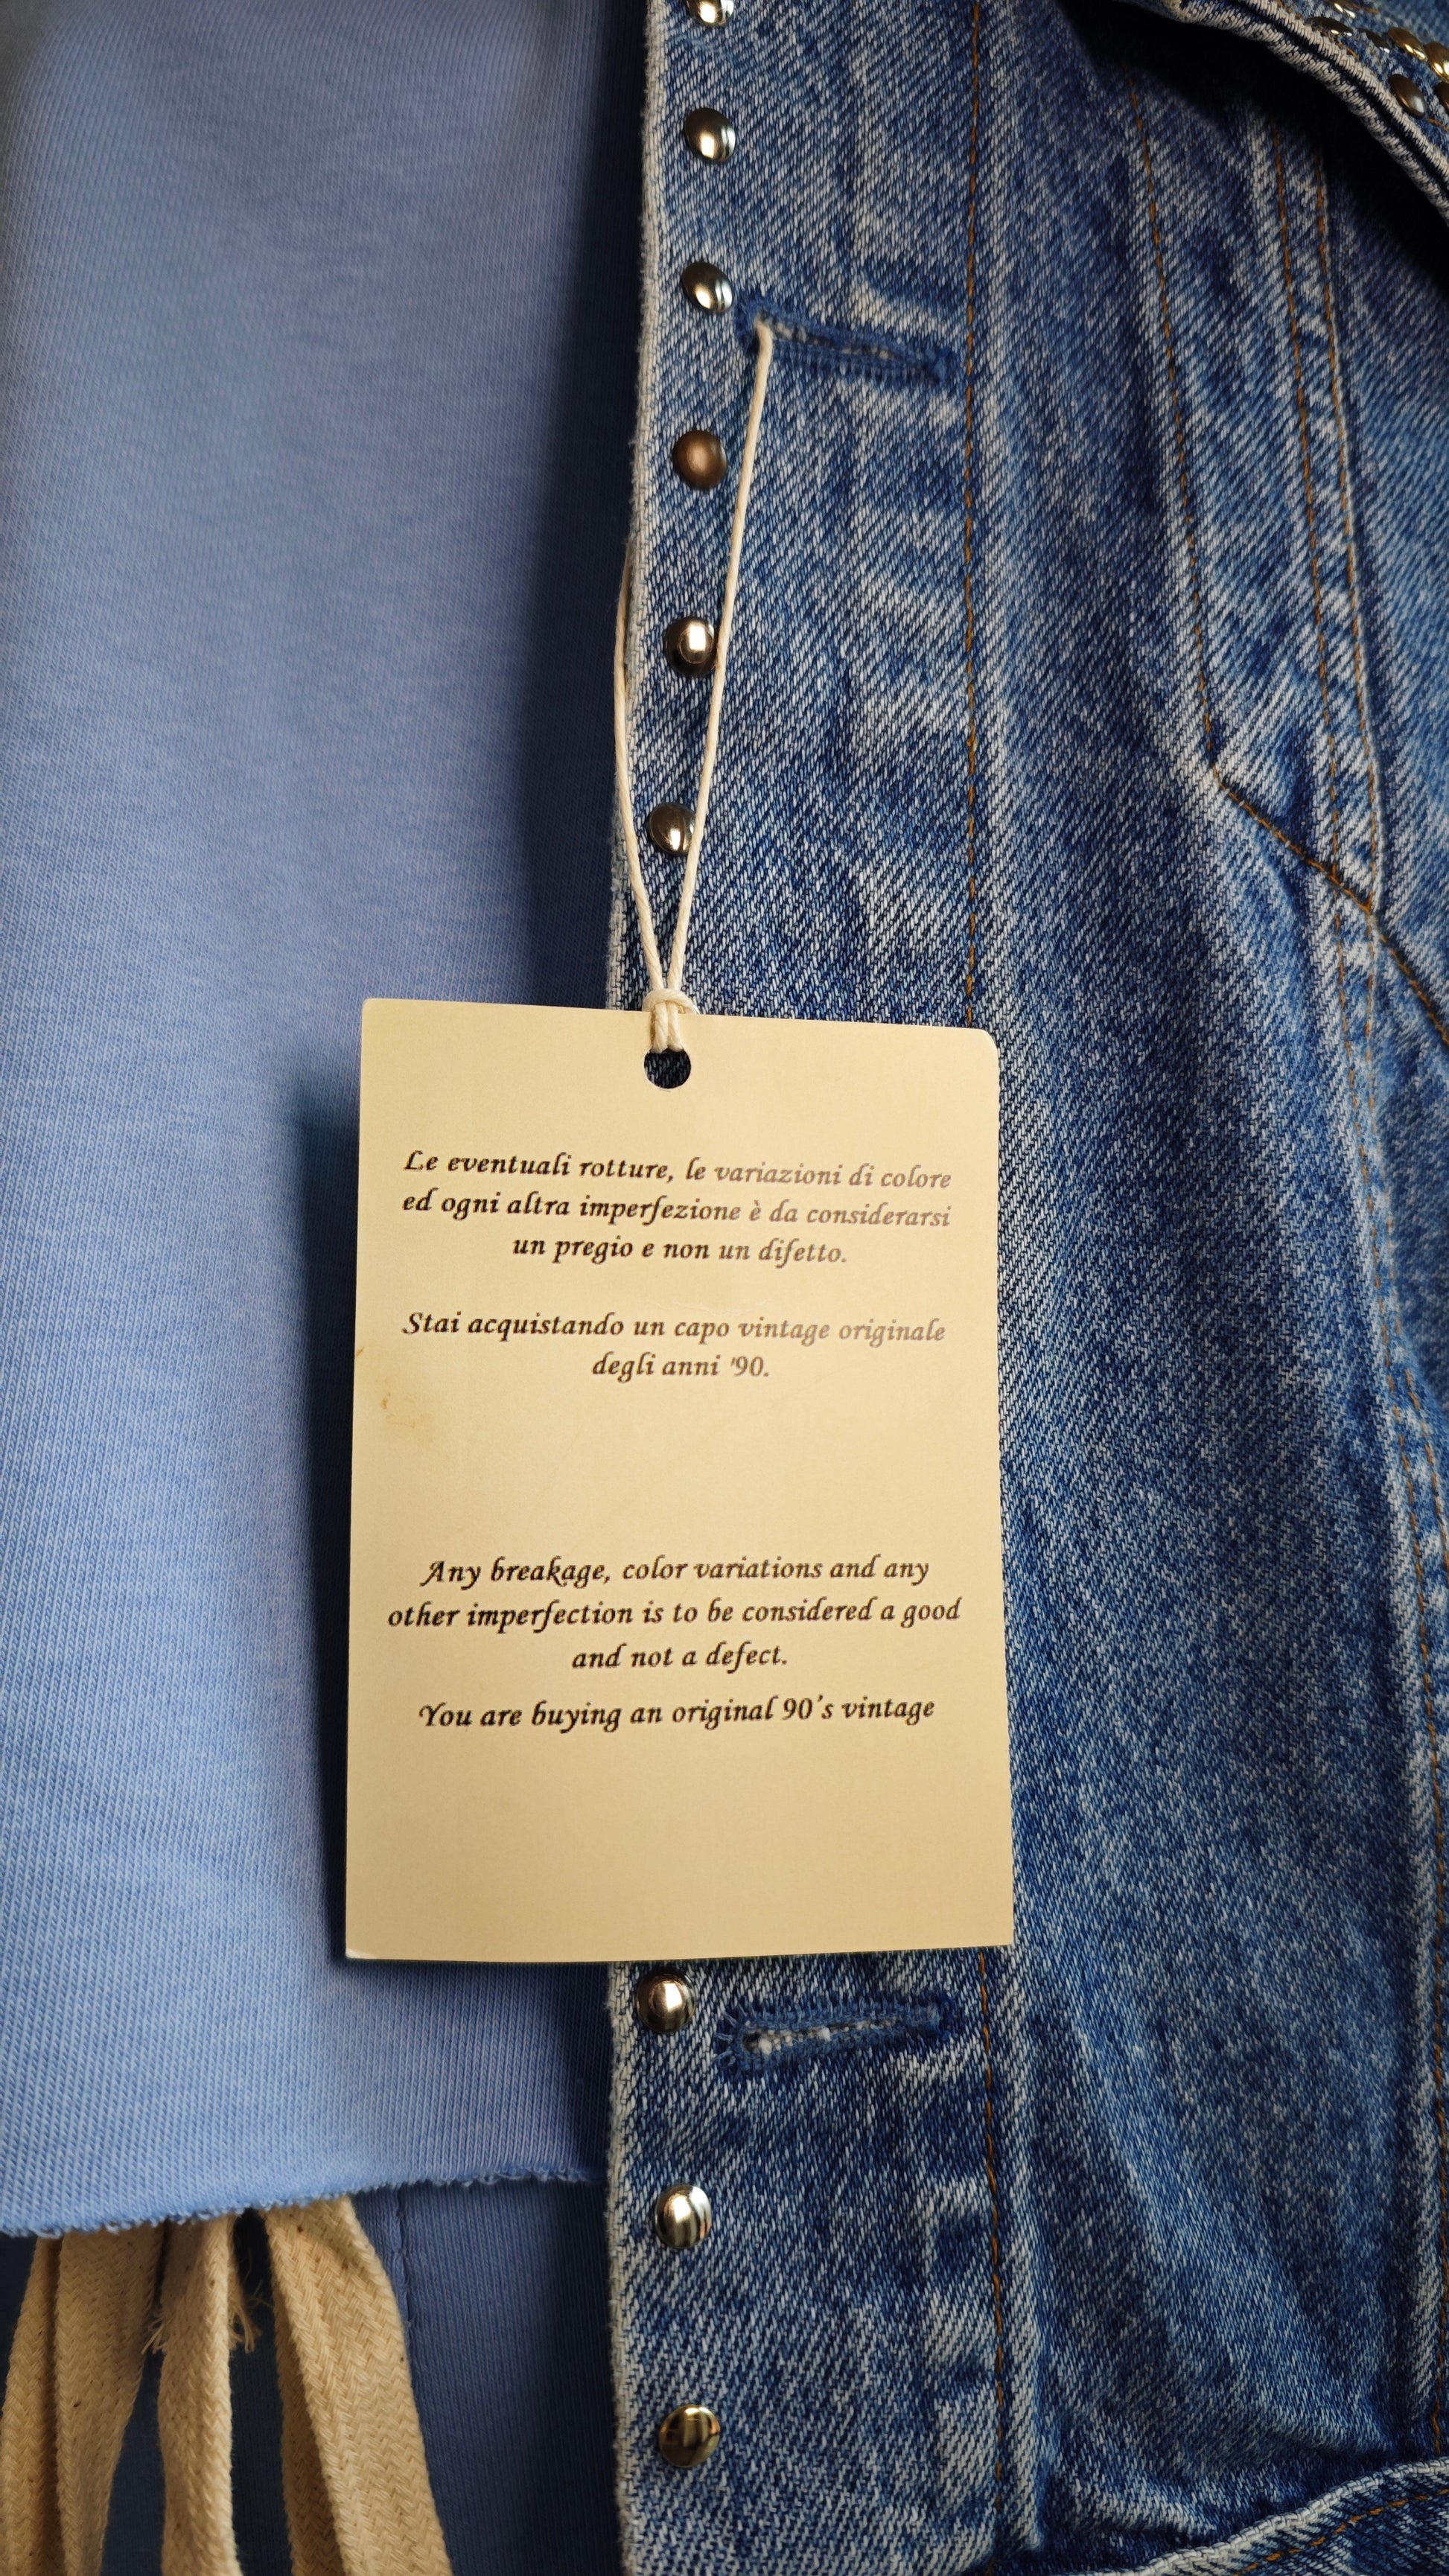 Le eventuali rotture, le variazioni di colore
ed ogni altra imperfezione è da considerarsi
un pregio e non un difetto.
Stai acquistando un capo vintage originale
degli anni '90.
Any breakage, color variations and any
other imperfection is to be considered a good
and not a defect.
You are buying an original 90's vintage